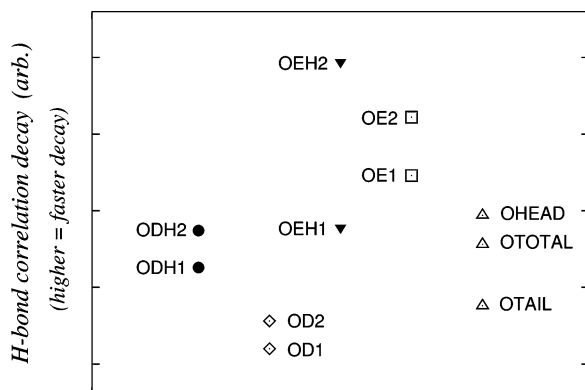 H-bond correlation decay (arb.)
(higher = faster decay)
OEH2
OE2
OE1
OHEAD
ODH2
OEH1
OTOTAL
ODH1
OTAIL
OD2
OD1